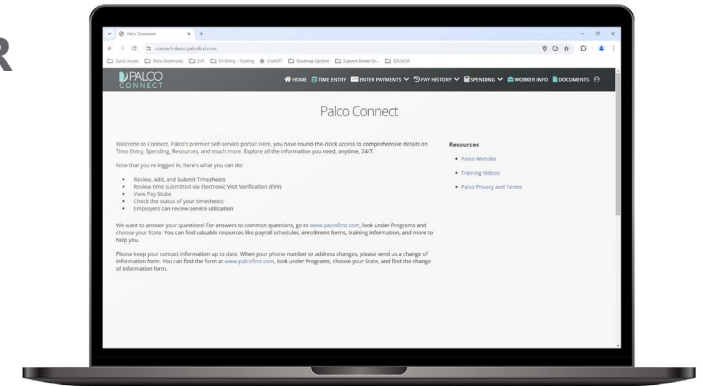 R
Palco Timesheet
connect-demo.palcofirst.com
Quick Access Palco Bookmarks EVV Training ChatGPT Roadmap Options
PALCO
CONNECT
HOME TIME ENTRY ENTER PAYMENTS PAY HISTORY SPENDING WORKER INFO DOCUMENTS
Palco Connect
Welcome to Connect, Palco's premier self-service portal! Here, you have round-the-clock access to comprehensive details on
Time Entry, Spending, Resources, and much more. Explore all the information you need, anytime, 24/7.
Now that you're logged in, here's what you can do:
Review, edit, and Submit Timesheets
Review time submitted via Electronic Visit Verification (EVV)
View Pay Stubs
Check the status of your timesheets
Employers can review service utilization
We want to answer your questions! For answers to common questions, go to www.palcofirst.com, look under Programs and
choose your State. You can find valuable resources like payroll schedules, enrollment forms, training information, and more to
help you.
Please keep your contact information up to date. When your phone number or address changes, please send us a change of
information form. You can find the form at www.palcofirst.com, look under Programs, choose your State, and find the change
of information form.
Resources
Palco Website
Training Videos
Palco Privacy and Terms